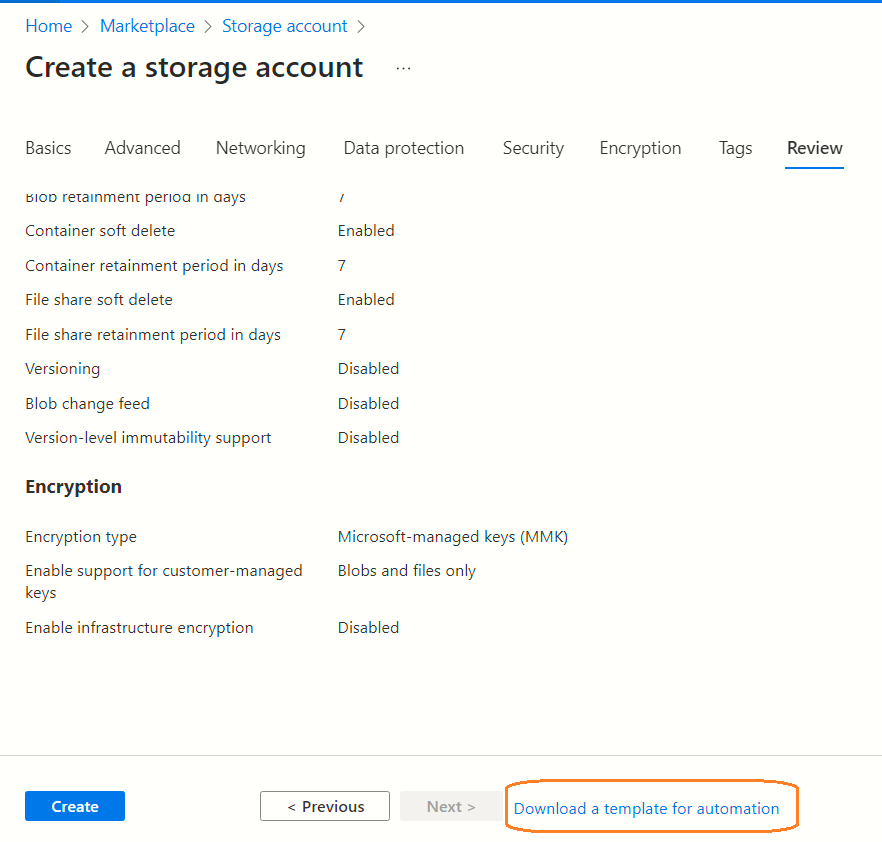 Home > Marketplace > Storage account >
Create a storage account ...
Basics Advanced Networking Data protection Security Encryption Tags Review
Blob retainment period in days 7
Container soft delete Enabled
Container retainment period in days 7
File share soft delete Enabled
File share retainment period in days 7
Versioning Disabled
Blob change feed Disabled
Version-level immutability support Disabled
Encryption
Encryption type Microsoft-managed keys (MMK)
Enable support for customer-managed Blobs and files only
keys
Enable infrastructure encryption Disabled
Create < Previous Next > Download a template for automation